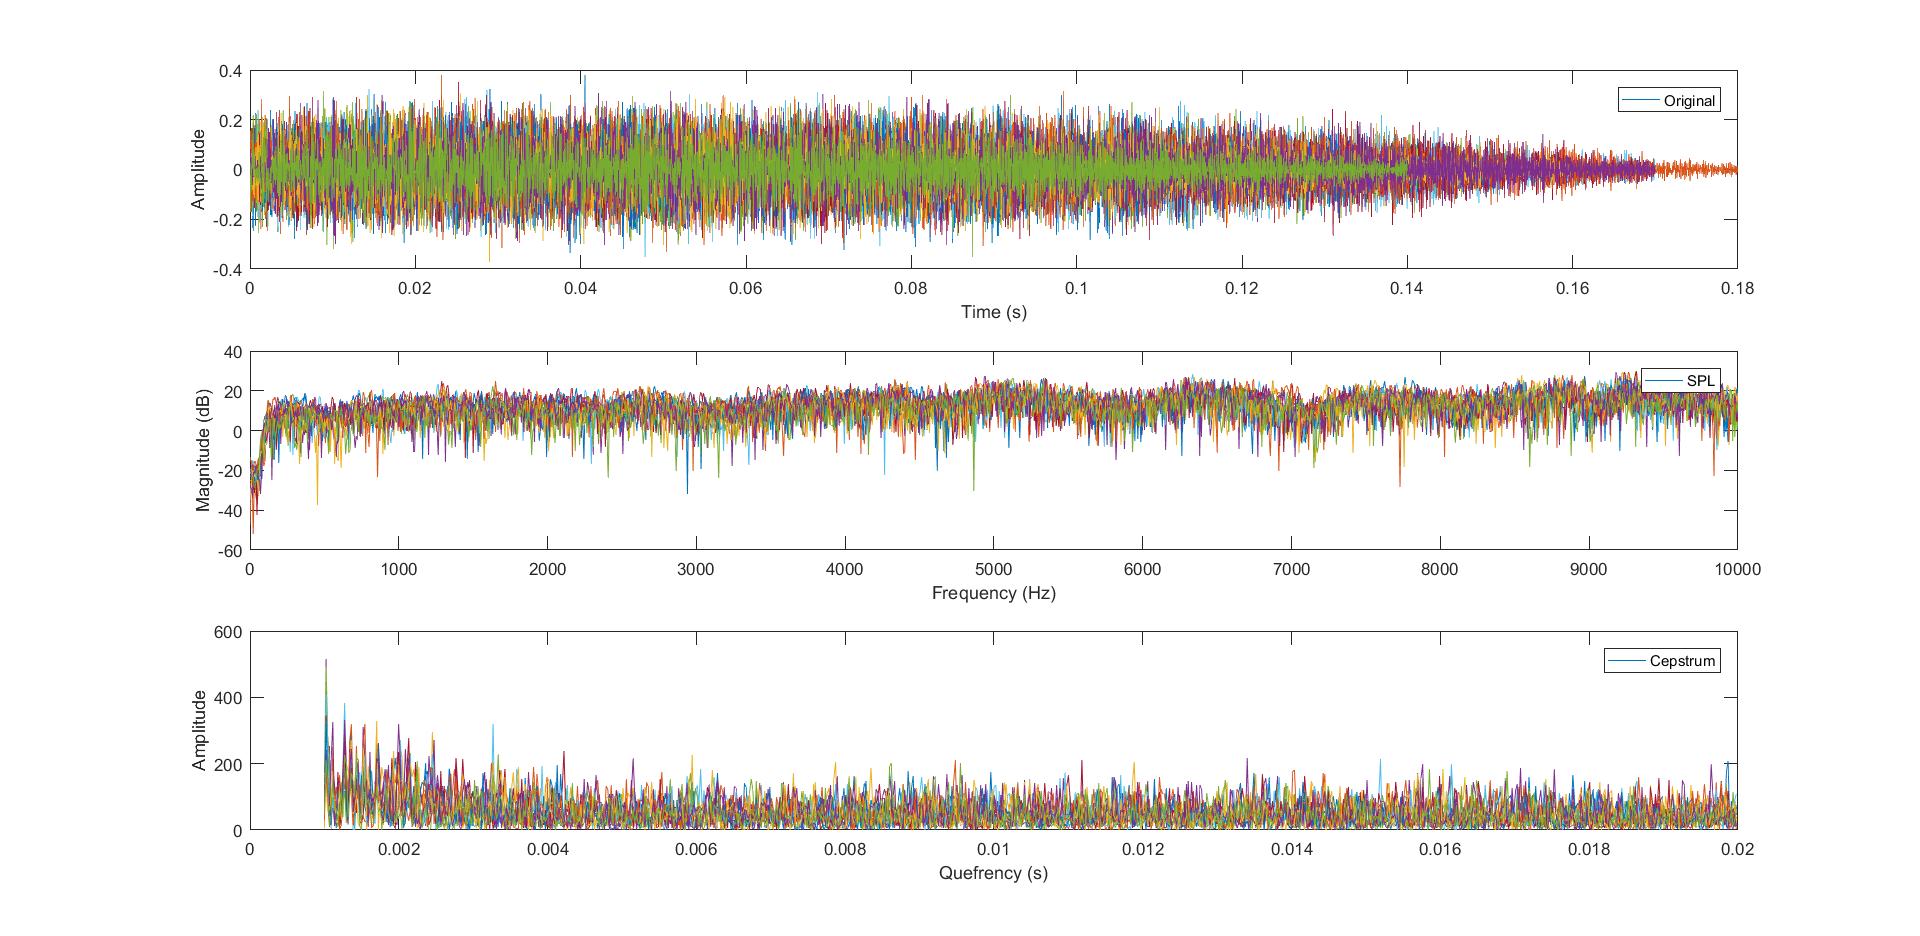 0.4
0.2
0
-0.2
-0.4
Amplitude
Original
0 0.02 0.04 0.06 0.08 0.1 0.12 0.14 0.16 0.18
Time (s)
40
20
0
-20
-40
-60
Magnitude (dB)
SPL
0 1000 2000 3000 4000 5000 6000 7000 8000 9000 10000
Frequency (Hz)
600
400
200
0
Amplitude
Cepstrum
0 0.002 0.004 0.006 0.008 0.01 0.012 0.014 0.016 0.018 0.02
Quefrency (s)